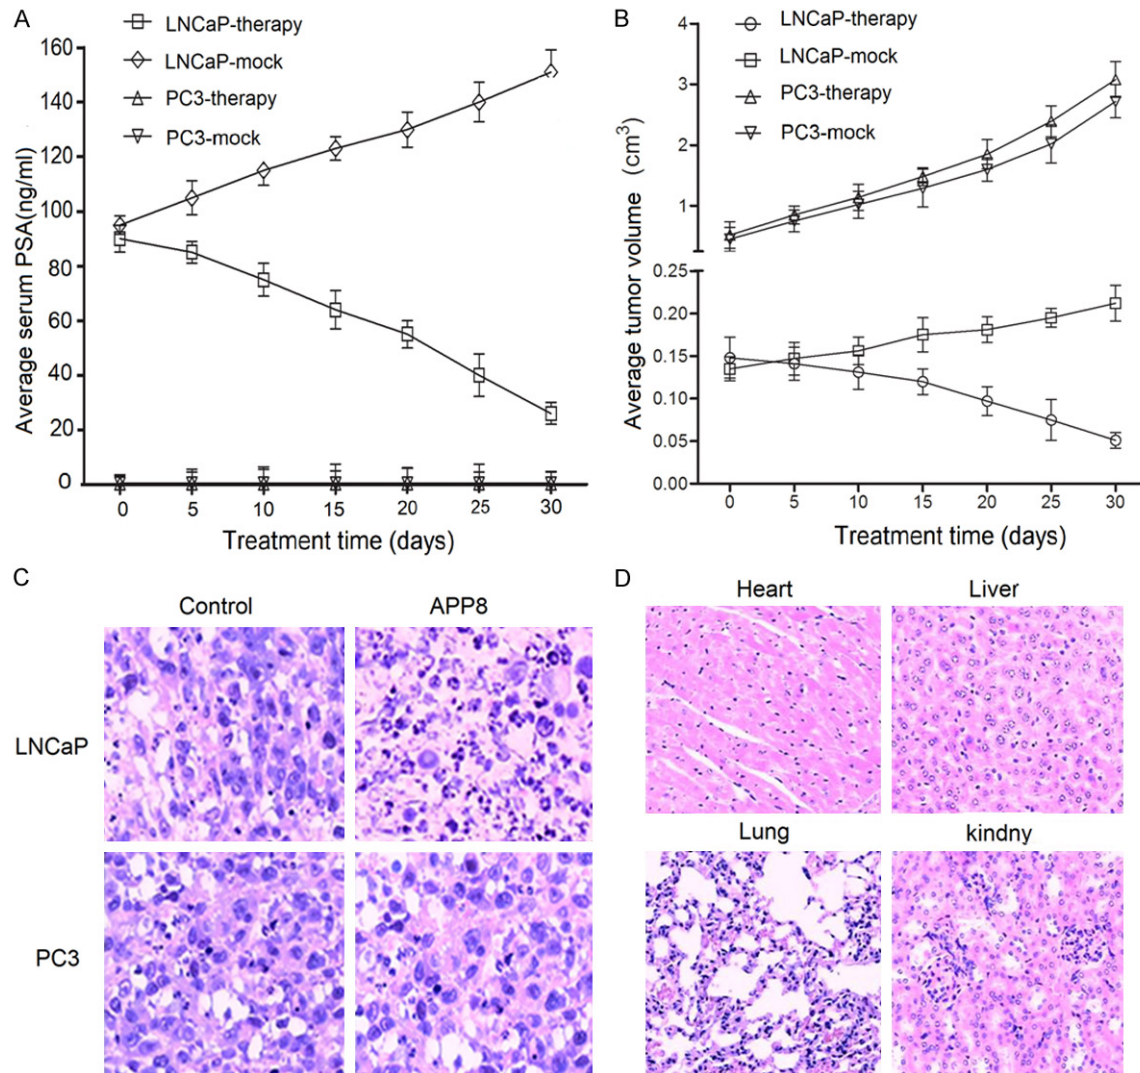 A
LNCaP-therapy
LNCaP-mock
PC3-therapy
PC3-mock
Average serum PSA(ng/ml)
160
140
120
100
80
60
40
20
0
0 5 10 15 20 25 30
Treatment time (days)
B
LNCaP-therapy
LNCaP-mock
PC3-therapy
PC3-mock
Average tumor volume (cm³)
4
3
2
1
0.25
0.20
0.15
0.10
0.05
0.00
0 5 10 15 20 25 30
Treatment time (days)
C
Control APP8
LNCaP
PC3
D
Heart Liver
Lung kindny